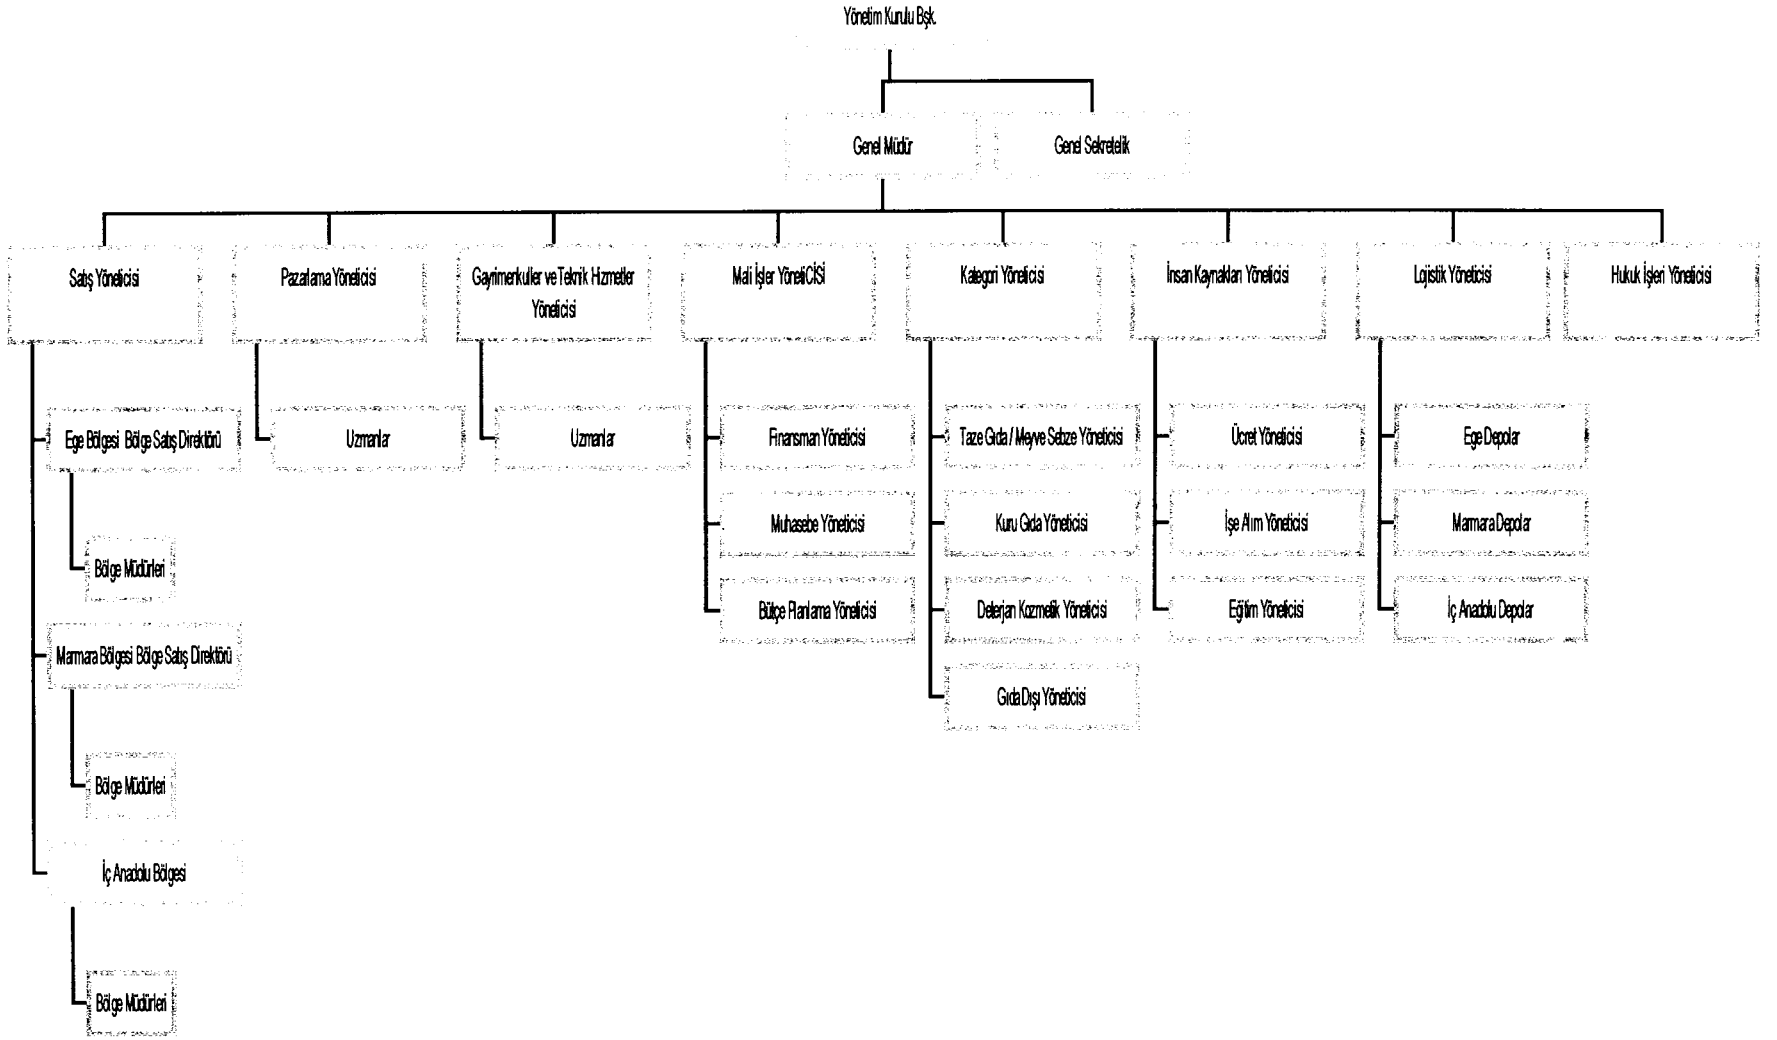 Yönetim Kurulu Bşk.
Genel Müdür
Genel Sekretelik
Satış Yöneticisi
Pazarlama Yöneticisi
Gayrimenkuller ve Teknik Hizmetler
Yöneticisi
Mali İşler YönetiCİSİ
Kategori Yöneticisi
İnsan Kaynakları Yöneticisi
Lojistik Yöneticisi
Hukuk İşleri Yöneticisi
Ege Bölgesi Bölge Satış Direktörü
Uzmanlar
Uzmanlar
Finansman Yöneticisi
Taze Gıda / Meyve Sebze Yöneticisi
Ücret Yöneticisi
Ege Depolar
Muhasebe Yöneticisi
Kuru Gıda Yöneticisi
İşe Alım Yöneticisi
Marmara Depolar
Bölge Müdürleri
Bütçe Planlama Yöneticisi
Deterjan Kozmetik Yöneticisi
Eğitim Yöneticisi
İç Anadolu Depolar
Marmara Bölgesi Bölge Satış Direktörü
Gıda Dışı Yöneticisi
Bölge Müdürleri
İç Anadolu Bölgesi
Bölge Müdürleri